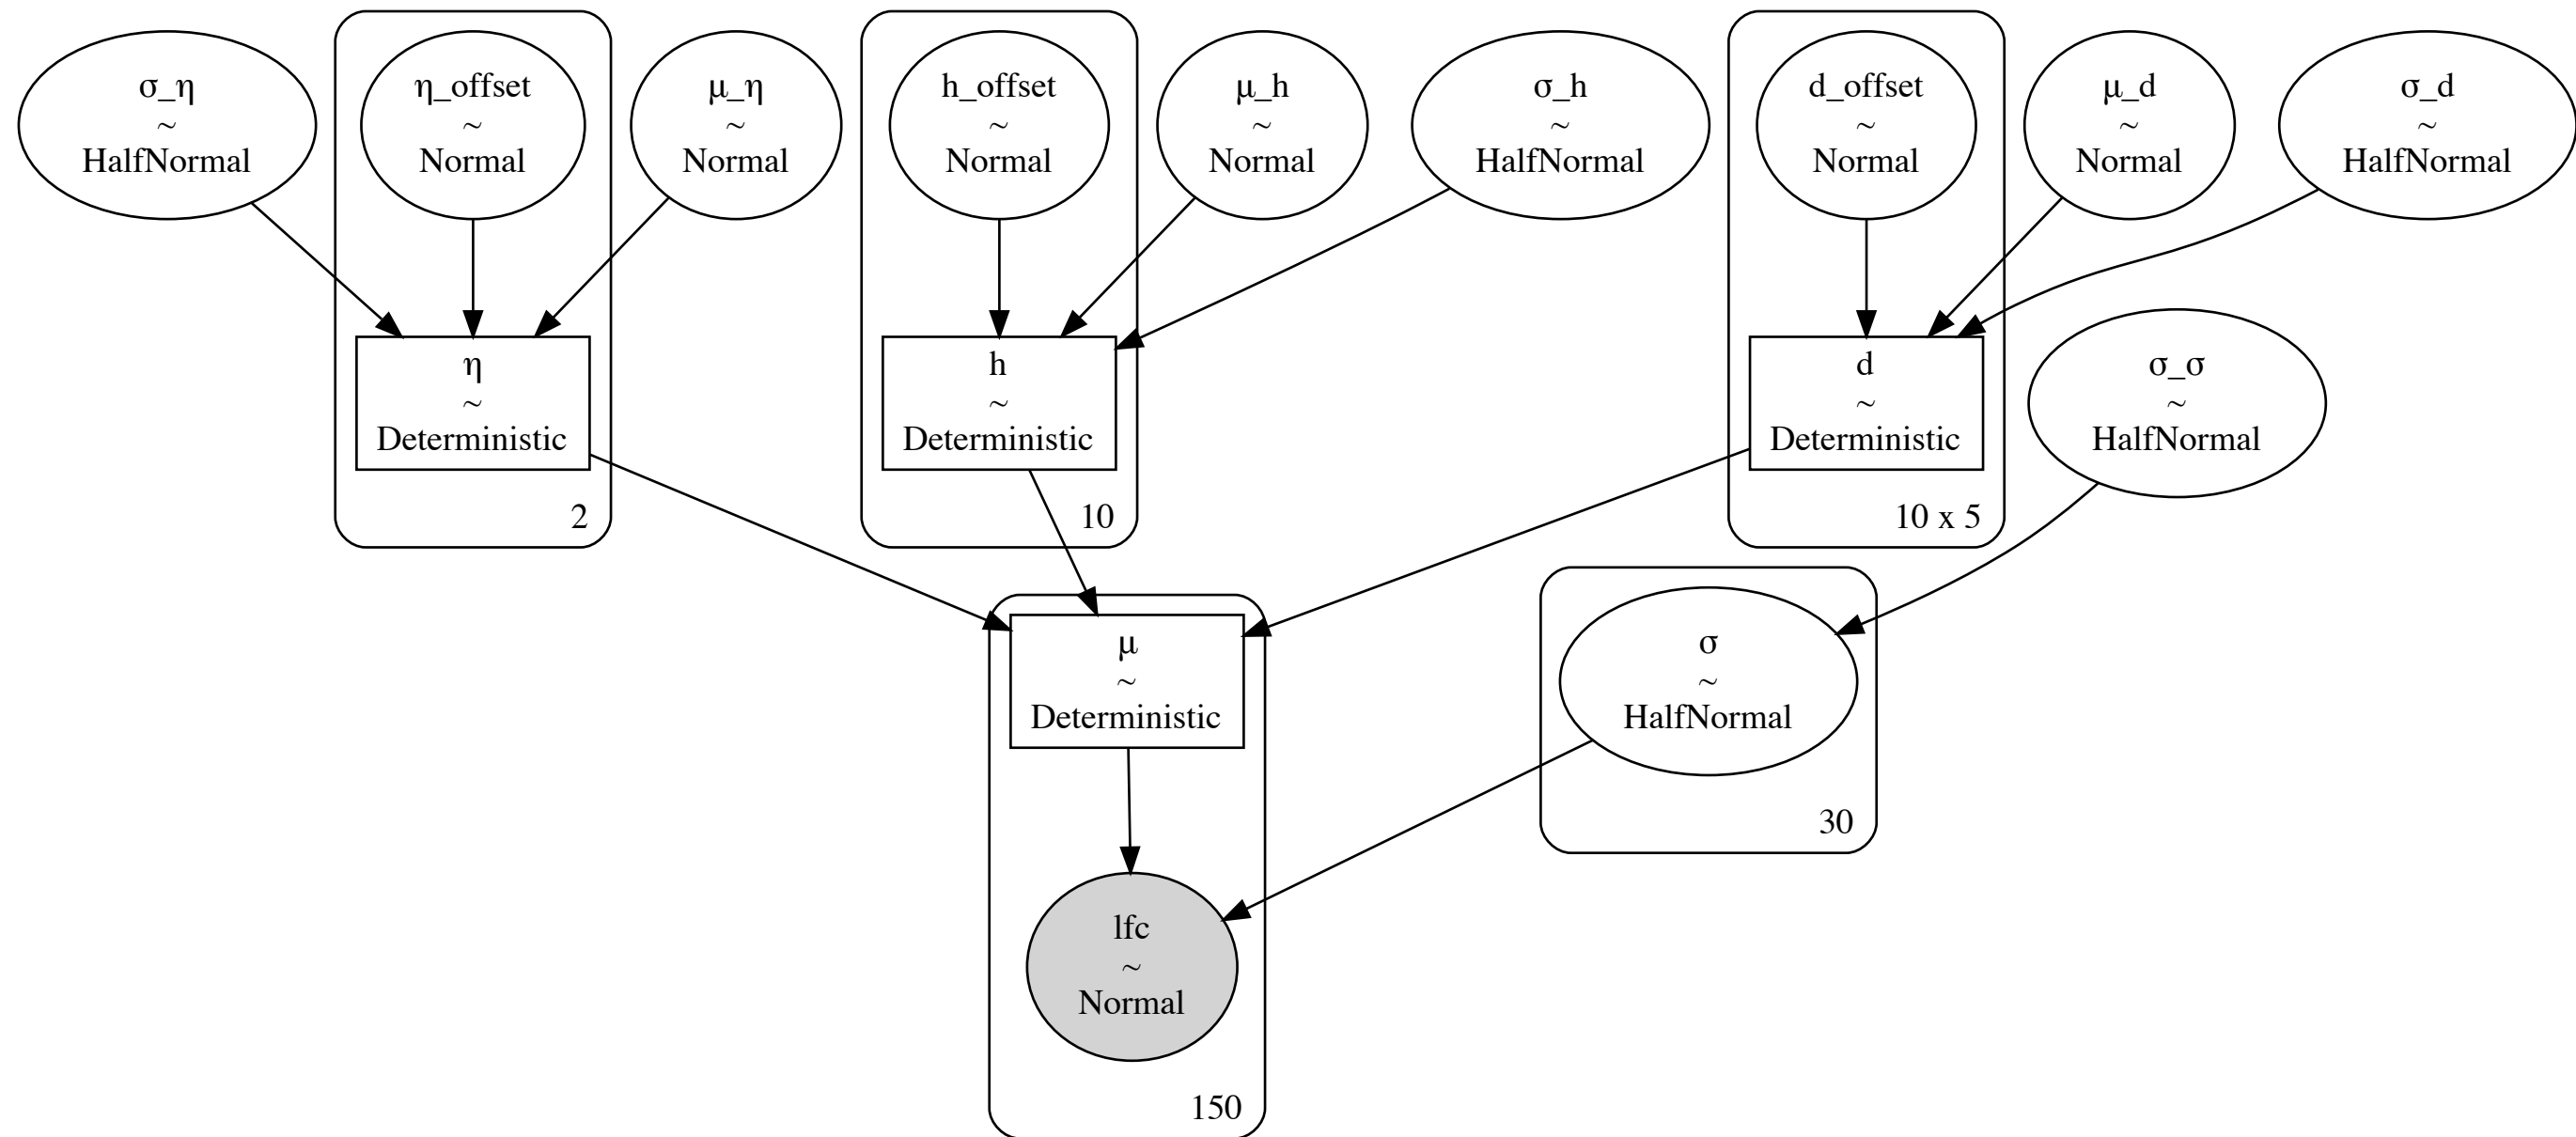 σ_η
~
HalfNormal
η_offset
~
Normal
μ_η
~
Normal
h_offset
~
Normal
μ_h
~
Normal
σ_h
~
HalfNormal
d_offset
~
Normal
μ_d
~
Normal
σ_d
~
HalfNormal
η
~
Deterministic
2
h
~
Deterministic
10
d
~
Deterministic
10 x 5
σ_σ
~
HalfNormal
μ
~
Deterministic
σ
~
HalfNormal
30
lfc
~
Normal
150